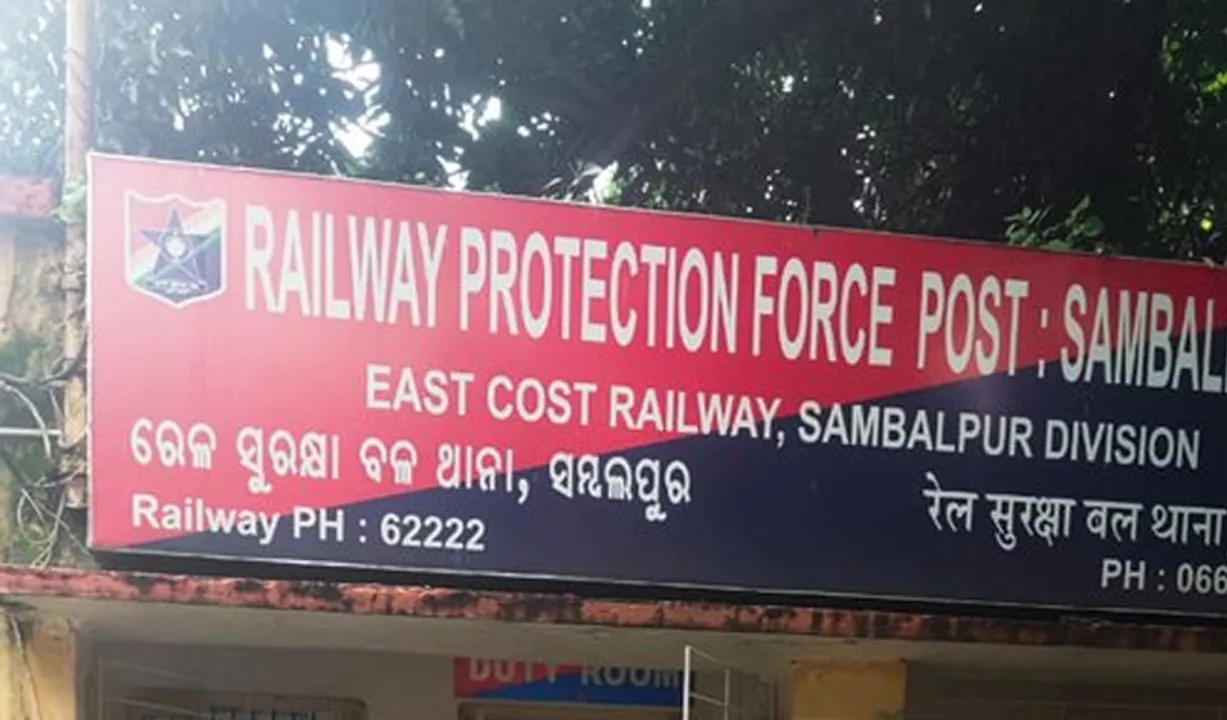 RAILWAY PROTECTION FORCE POST : SAMBAL
EAST COST RAILWAY, SAMBALPUR DIVISION
ରେଳ ସୁରକ୍ଷା ବଳ ଥାନା, ସମ୍ବଲପୁର
रेल सुरक्षा बल थाना
Railway PH : 62222
PH : 066
DUTY ROOM